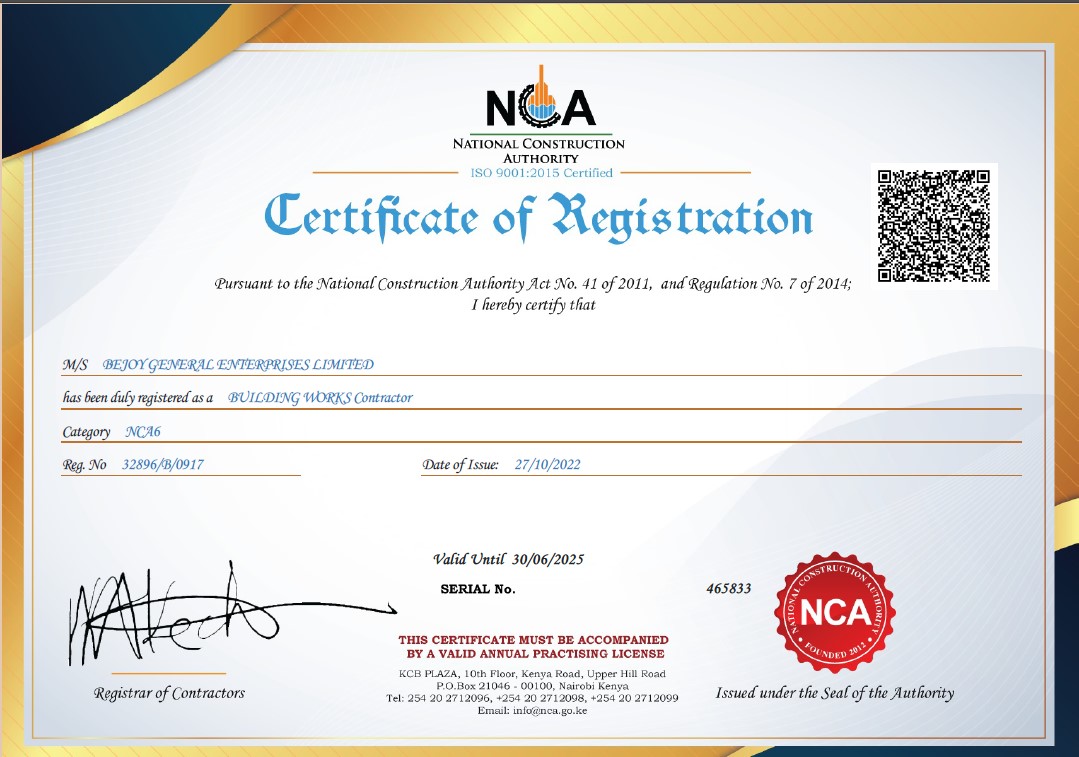 NCA
NATIONAL CONSTRUCTION
AUTHORITY
ISO 9001:2015 Certified
Certificate of Registration
Pursuant to the National Construction Authority Act No. 41 of 2011, and Regulation No. 7 of 2014;
I hereby certify that
M/S BEJOY GENERAL ENTERPRISES LIMITED
has been duly registered as a BUILDING WORKS Contractor
Category NCA6
Reg. No 32896/B/0917 Date of Issue: 27/10/2022
Valid Until 30/06/2025
SERIAL No. 465833
NATIONAL CONSTRUCTION AUTHORITY
NCA
FOUNDED 2012
THIS CERTIFICATE MUST BE ACCOMPANIED
BY A VALID ANNUAL PRACTISING LICENSE
KCB PLAZA, 10th Floor, Kenya Road, Upper Hill Road
P.O.Box 21046 - 00100, Nairobi Kenya
Tel: 254 20 2712096, +254 20 2712098, +254 20 2712099
Email: info@nca.go.ke
Registrar of Contractors
Issued under the Seal of the Authority